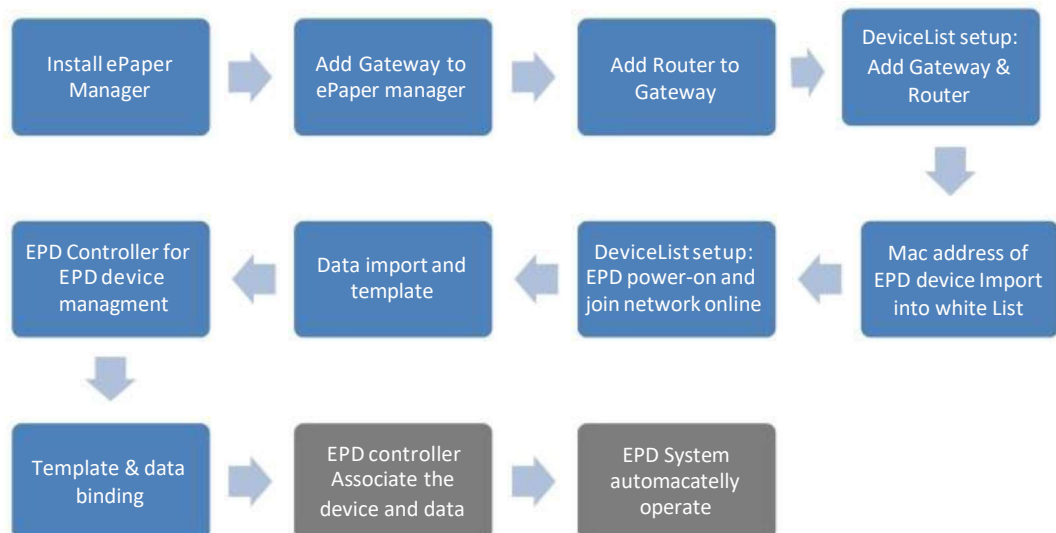 Install ePaper
Manager
Add Gateway to
ePaper manager
Add Router to
Gateway
DeviceList setup:
Add Gateway &
Router
Mac address of
EPD device Import
into white List
DeviceList setup:
EPD power-on and
join network online
Data import and
template
EPD Controller for
EPD device
managment
Template & data
binding
EPD controller
Associate the
device and data
EPD System
automacatelly
operate